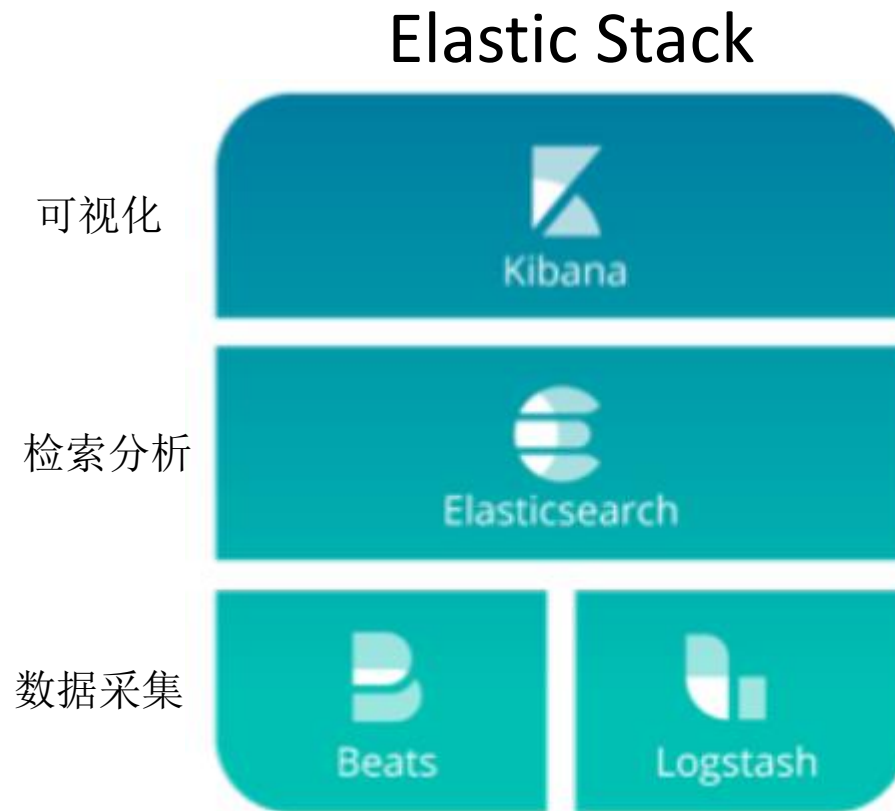 Elastic Stack
可视化
Kibana
检索分析
Elasticsearch
数据采集
Beats
Logstash